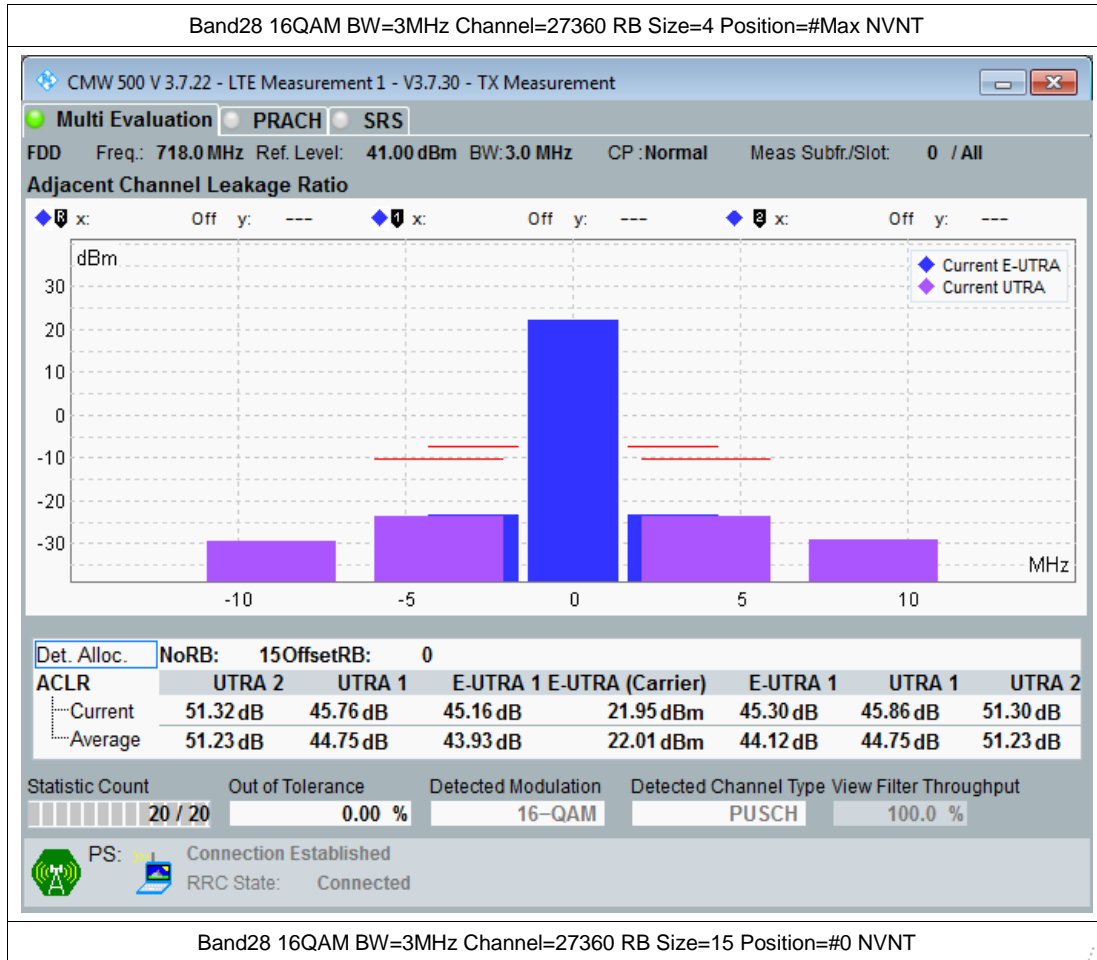 Band28 16QAM BW=3MHz Channel=27360 RB Size=4 Position=#Max NVNT
CMW 500 V 3.7.22 - LTE Measurement 1 - V3.7.30 - TX Measurement
Multi Evaluation PRACH SRS
FDD Freq.: 718.0 MHz Ref. Level: 41.00 dBm BW: 3.0 MHz CP : Normal Meas Subfr./Slot: 0 / All
Adjacent Channel Leakage Ratio
R x: Off y: --- 1 x: Off y: --- 2 x: Off y: ---
dBm
Current E-UTRA
Current UTRA
30
20
10
0
-10
-20
-30
MHz
-10 -5 0 5 10
Det. Alloc. NoRB: 15 OffsetRB: 0
ACLR UTRA 2 UTRA 1 E-UTRA 1 E-UTRA (Carrier) E-UTRA 1 UTRA 1 UTRA 2
Current 51.32 dB 45.76 dB 45.16 dB 21.95 dBm 45.30 dB 45.86 dB 51.30 dB
Average 51.23 dB 44.75 dB 43.93 dB 22.01 dBm 44.12 dB 44.75 dB 51.23 dB
Statistic Count Out of Tolerance Detected Modulation Detected Channel Type View Filter Throughput
20 / 20 0.00 % 16-QAM PUSCH 100.0 %
PS: Connection Established
RRC State: Connected
Band28 16QAM BW=3MHz Channel=27360 RB Size=15 Position=#0 NVNT